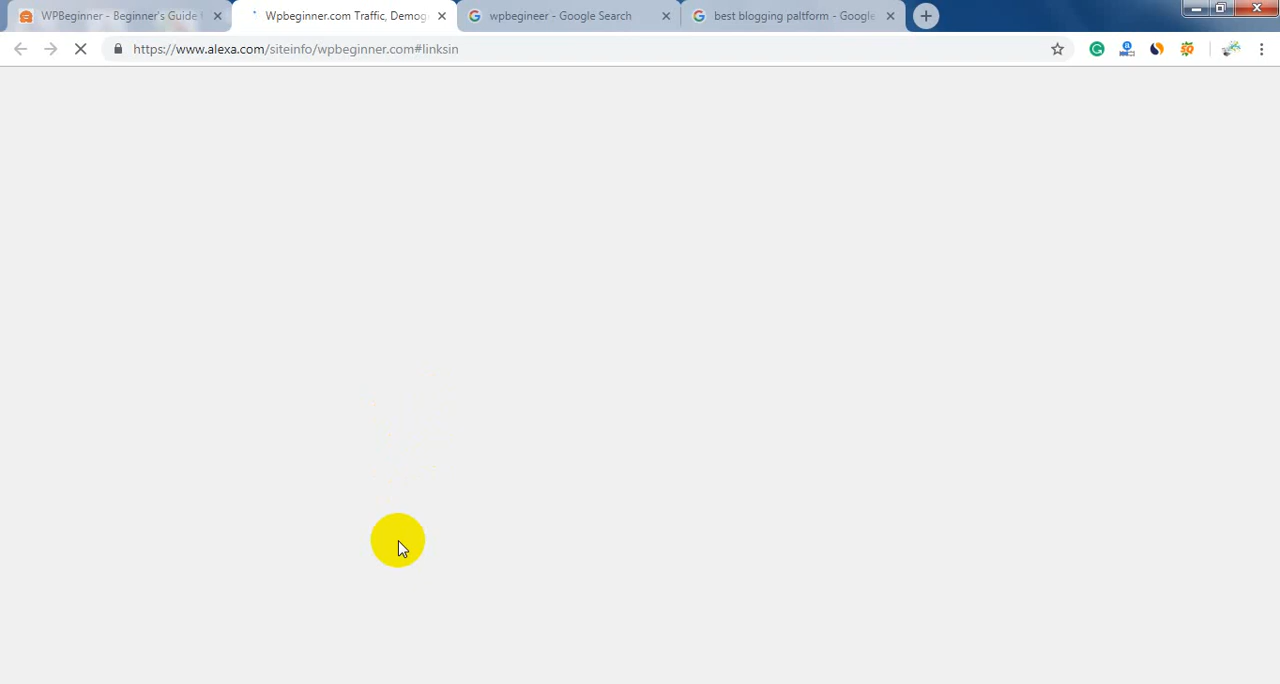 WPBeginner - Beginner's Guide
Wpbeginner.com Traffic, Demog
wpbegineer - Google Search
best blogging paltform - Google
https://www.alexa.com/siteinfo/wpbeginner.com#linksin